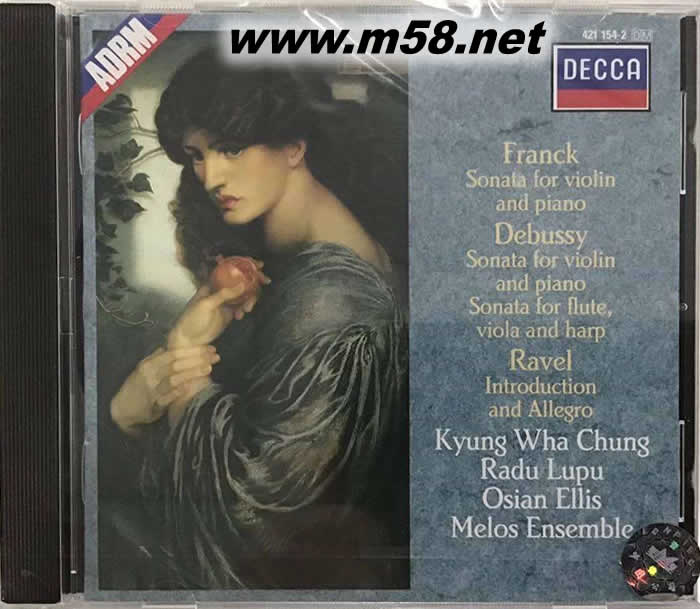 www.m58.net
ADRM
421 154-2 DM
DECCA
Franck
Sonata for violin
and piano
Debussy
Sonata for violin
and piano
Sonata for flute,
viola and harp
Ravel
Introduction
and Allegro
Kyung Wha Chung
Radu Lupu
Osian Ellis
Melos Ensemble